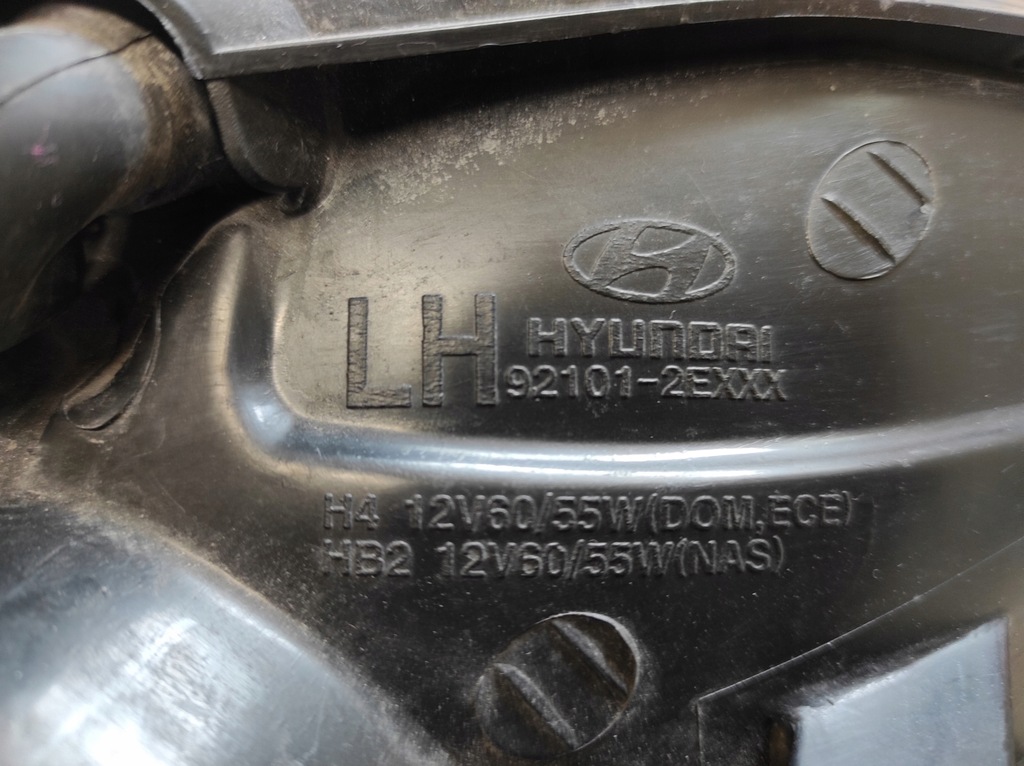 LH HYUNDAI
92101-2EXXX
H4 12V60/55W(DOM,ECE)
HB2 12V60/55W(NAS)